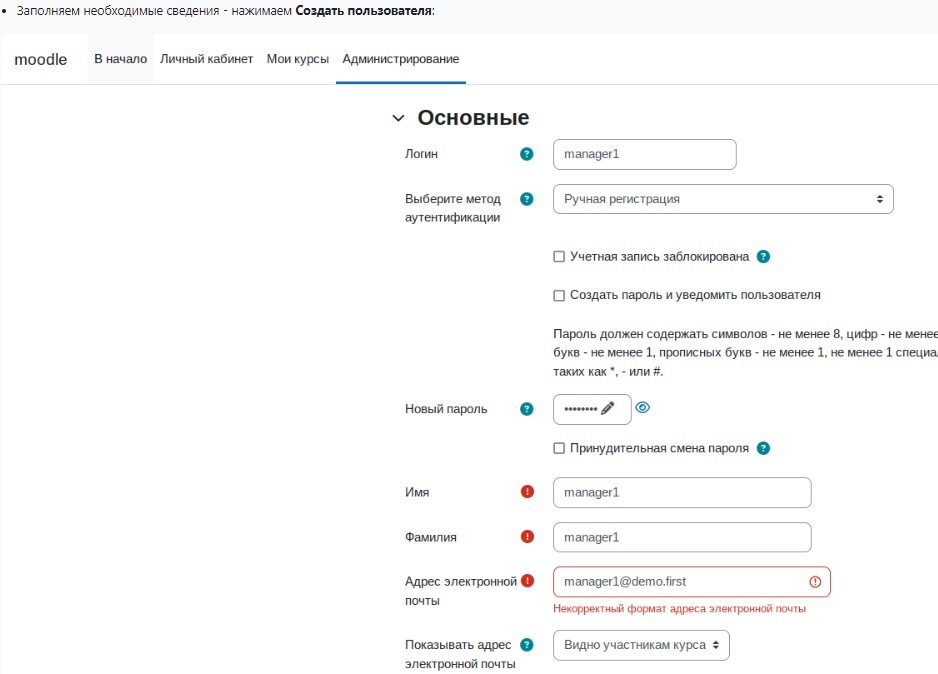 Заполняем необходимые сведения - нажимаем Создать пользователя:
moodle В начало Личный кабинет Мои курсы Администрирование
Основные
Логин ? manager1
Выберите метод ? Ручная регистрация
аутентификации
Учетная запись заблокирована ?
Создать пароль и уведомить пользователя
Пароль должен содержать символов - не менее 8, цифр - не менее
букв - не менее 1, прописных букв - не менее 1, не менее 1 специа
таких как *, - или #.
Новый пароль ? ••••••••
Принудительная смена пароля ?
Имя ! manager1
Фамилия ! manager1
Адрес электронной ! manager1@demo.first !
почты
Некорректный формат адреса электронной почты
Показывать адрес ? Видно участникам курса
электронной почты